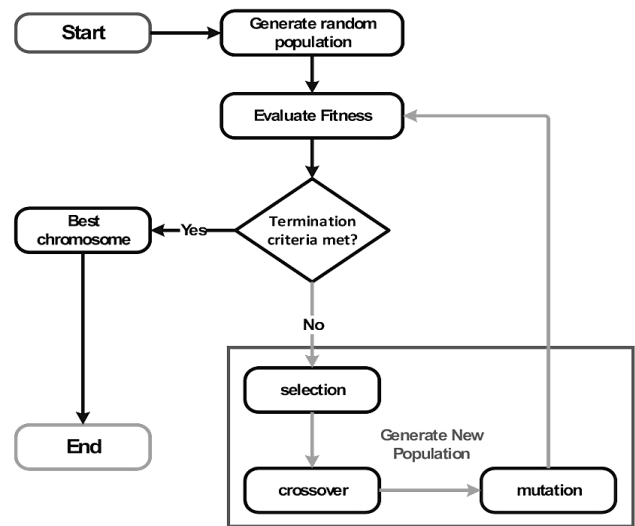 Start
Generate random
population
Evaluate Fitness
Termination
criteria met?
Yes
Best
chromosome
No
End
selection
Generate New
Population
crossover
mutation